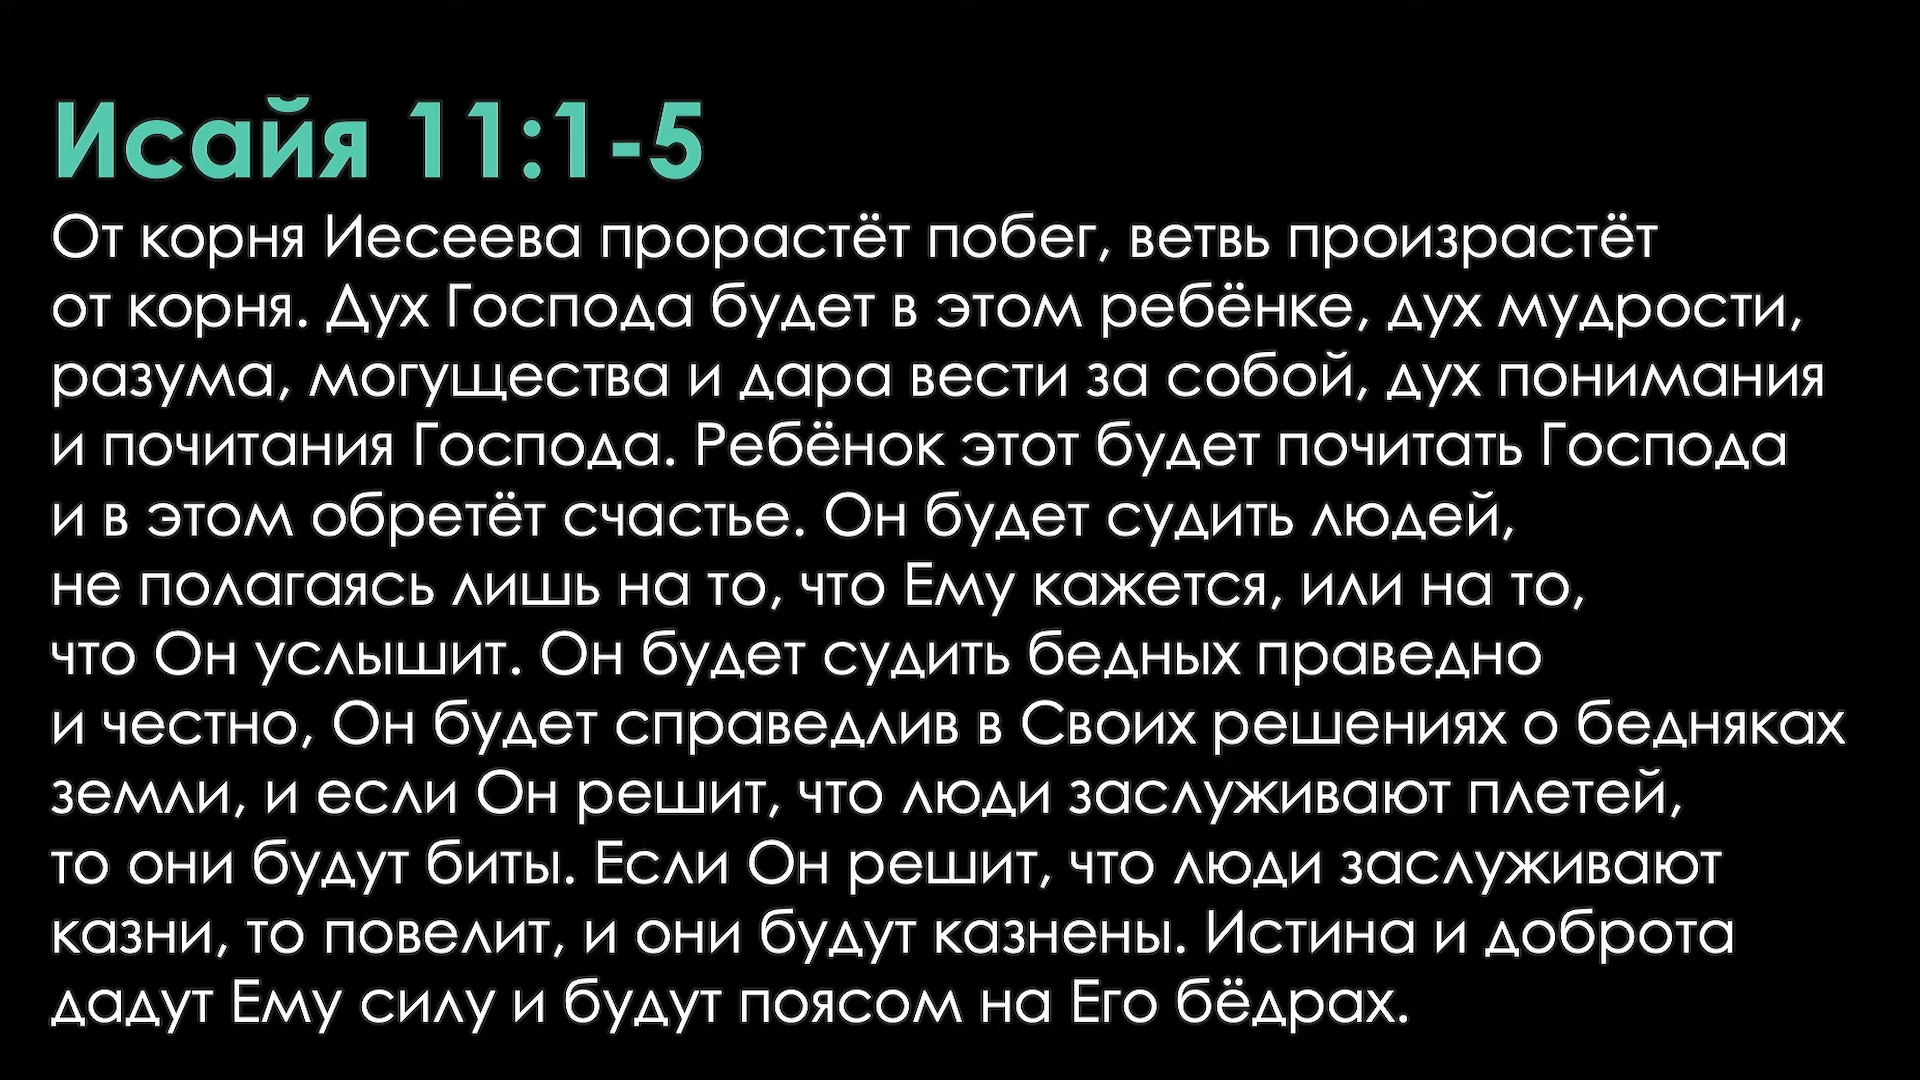 Исайя 11:1-5
От корня Иесеева прорастёт побег, ветвь произрастёт
от корня. Дух Господа будет в этом ребёнке, дух мудрости,
разума, могущества и дара вести за собой, дух понимания
и почитания Господа. Ребёнок этот будет почитать Господа
и в этом обретёт счастье. Он будет судить людей,
не полагаясь лишь на то, что Ему кажется, или на то,
что Он услышит. Он будет судить бедных праведно
и честно, Он будет справедлив в Своих решениях о бедняках
земли, и если Он решит, что люди заслуживают плетей,
то они будут биты. Если Он решит, что люди заслуживают
казни, то повелит, и они будут казнены. Истина и доброта
дадут Ему силу и будут поясом на Его бёдрах.